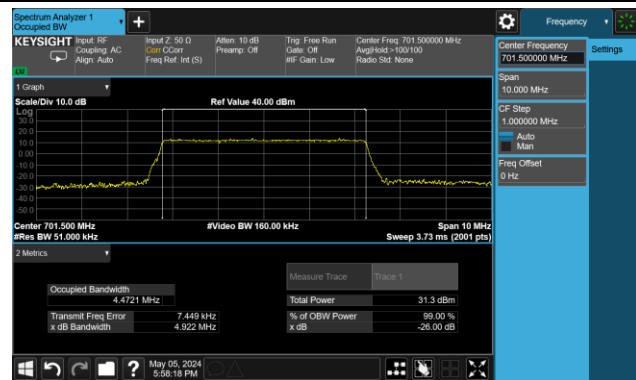 Spectrum Analyzer 1
Occupied BW
Frequency
KEYSIGHT
Input: RF
Coupling: AC
Align: Auto
Input Z: 50 Ω
Corr CCorr
Freq Ref: Int (S)
Atten: 10 dB
Preamp: Off
Trig: Free Run
Gate: Off
#IF Gain: Low
Center Freq: 701.500000 MHz
Avg|Hold:>100/100
Radio Std: None
Center Frequency
701.500000 MHz
Settings
Span
10.000 MHz
CF Step
1.000000 MHz
Auto
Man
Freq Offset
0 Hz
1 Graph
Scale/Div 10.0 dB
Ref Value 40.00 dBm
Log
30.0
20.0
10.0
0.00
-10.0
-20.0
-30.0
-40.0
-50.0
Center 701.500 MHz
#Video BW 160.00 kHz
Span 10 MHz
#Res BW 51.000 kHz
Sweep 3.73 ms (2001 pts)
2 Metrics
Measure Trace
Trace 1
Occupied Bandwidth
4.4721 MHz
Total Power
31.3 dBm
Transmit Freq Error
7.449 kHz
% of OBW Power
99.00 %
x dB Bandwidth
4.922 MHz
x dB
-26.00 dB
May 05, 2024
5:58:18 PM